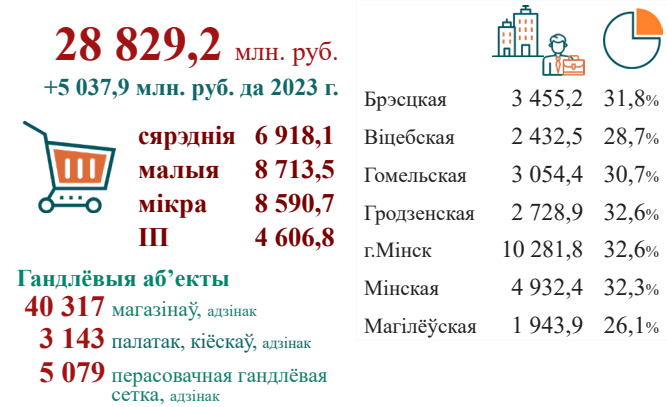 28 829,2 млн. руб.
+5 037,9 млн. руб. да 2023 г.
сярэднія 6 918,1
малыя 8 713,5
мікра 8 590,7
ІП 4 606,8
Гандлёвыя аб’екты
40 317 магазінаў, адзінак
3 143 палатак, кіёскаў, адзінак
5 079 перасовачная гандлёвая
сетка, адзінак
Брэсцкая 3 455,2 31,8%
Віцебская 2 432,5 28,7%
Гомельская 3 054,4 30,7%
Гродзенская 2 728,9 32,6%
г.Мінск 10 281,8 32,6%
Мінская 4 932,4 32,3%
Магілёўская 1 943,9 26,1%